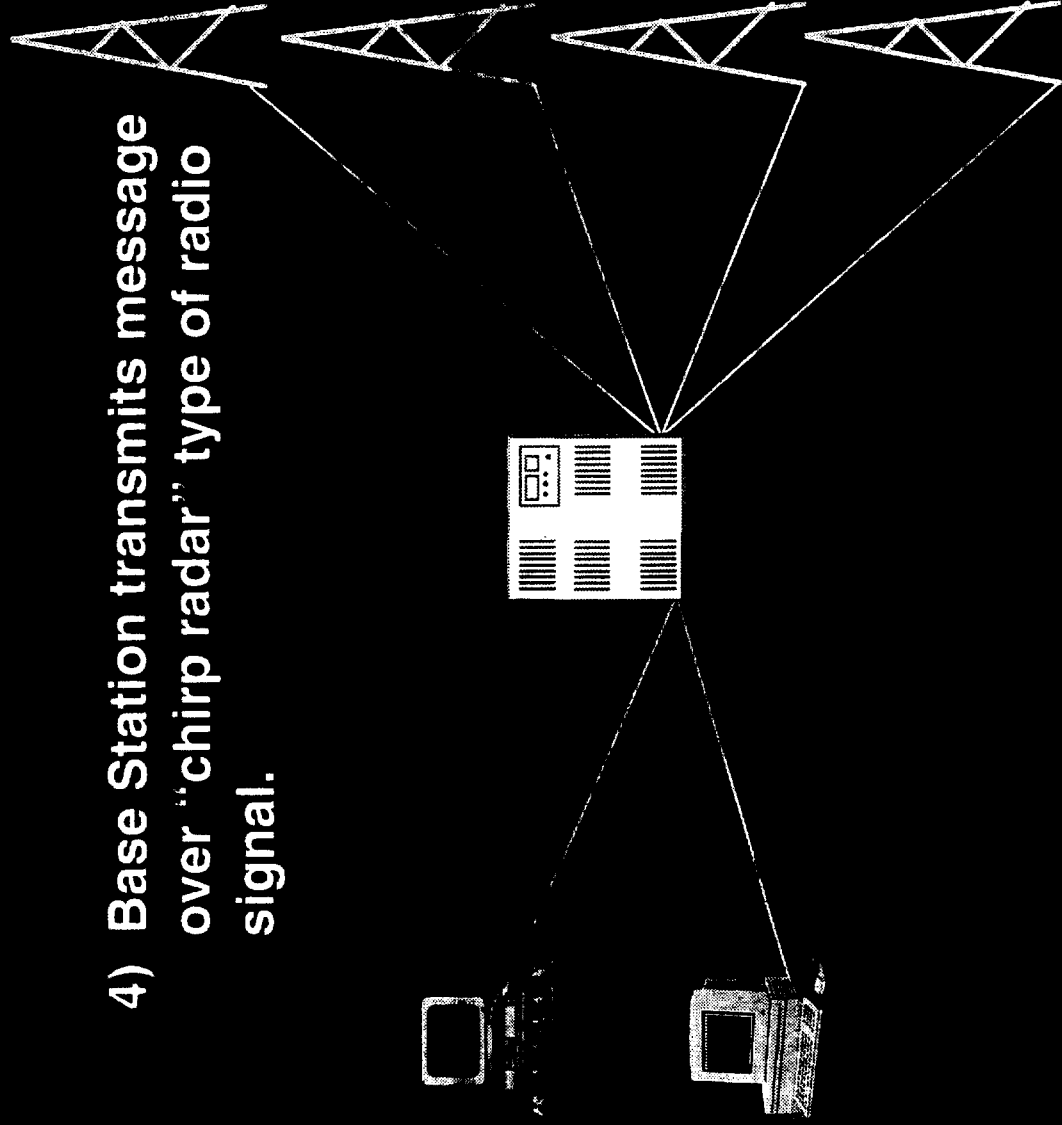 4) Base Station transmits message
over “chirp radar” type of radio
signal.